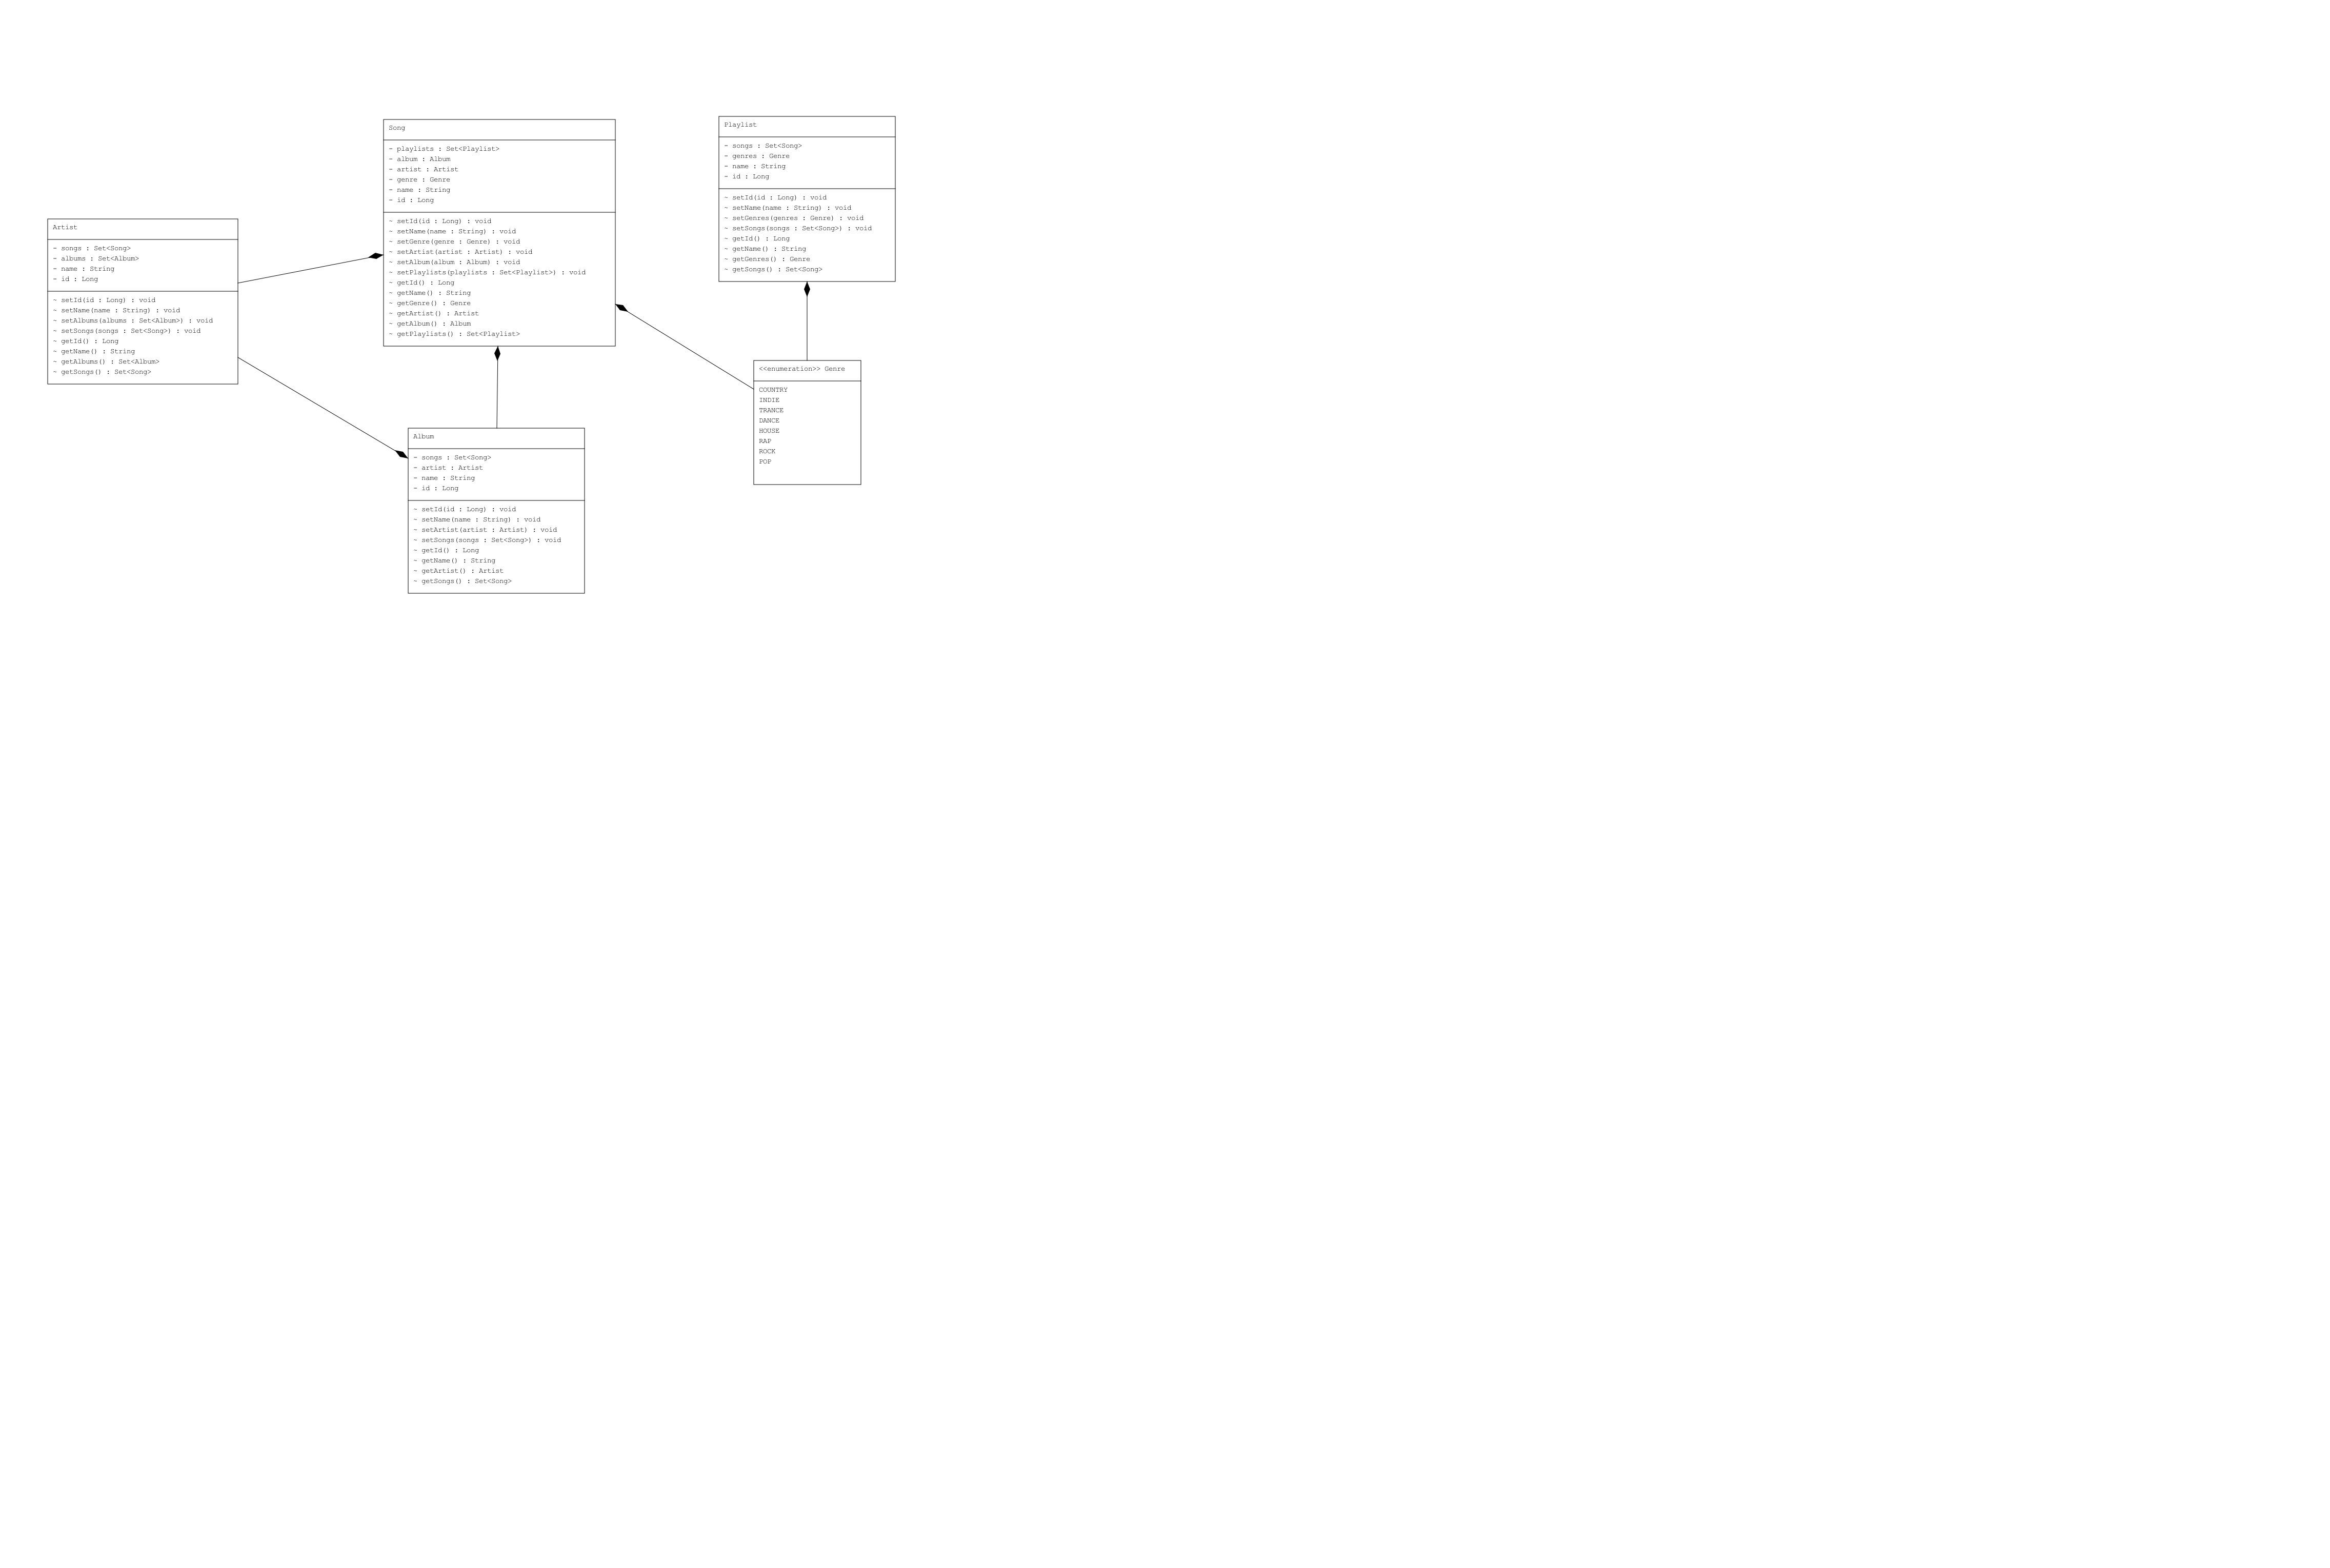 Song
- playlists : Set<Playlist>
- album : Album
- artist : Artist
- genre : Genre
- name : String
- id : Long
~ setId(id : Long) : void
~ setName(name : String) : void
~ setGenre(genre : Genre) : void
~ setArtist(artist : Artist) : void
~ setAlbum(album : Album) : void
~ setPlaylists(playlists : Set<Playlist>) : void
~ getId() : Long
~ getName() : String
~ getGenre() : Genre
~ getArtist() : Artist
~ getAlbum() : Album
~ getPlaylists() : Set<Playlist>
Playlist
- songs : Set<Song>
- genres : Genre
- name : String
- id : Long
~ setId(id : Long) : void
~ setName(name : String) : void
~ setGenres(genres : Genre) : void
~ setSongs(songs : Set<Song>) : void
~ getId() : Long
~ getName() : String
~ getGenres() : Genre
~ getSongs() : Set<Song>
Artist
- songs : Set<Song>
- albums : Set<Album>
- name : String
- id : Long
~ setId(id : Long) : void
~ setName(name : String) : void
~ setAlbums(albums : Set<Album>) : void
~ setSongs(songs : Set<Song>) : void
~ getId() : Long
~ getName() : String
~ getAlbums() : Set<Album>
~ getSongs() : Set<Song>
<<enumeration>> Genre
COUNTRY
INDIE
TRANCE
DANCE
HOUSE
RAP
ROCK
POP
Album
- songs : Set<Song>
- artist : Artist
- name : String
- id : Long
~ setId(id : Long) : void
~ setName(name : String) : void
~ setArtist(artist : Artist) : void
~ setSongs(songs : Set<Song>) : void
~ getId() : Long
~ getName() : String
~ getArtist() : Artist
~ getSongs() : Set<Song>